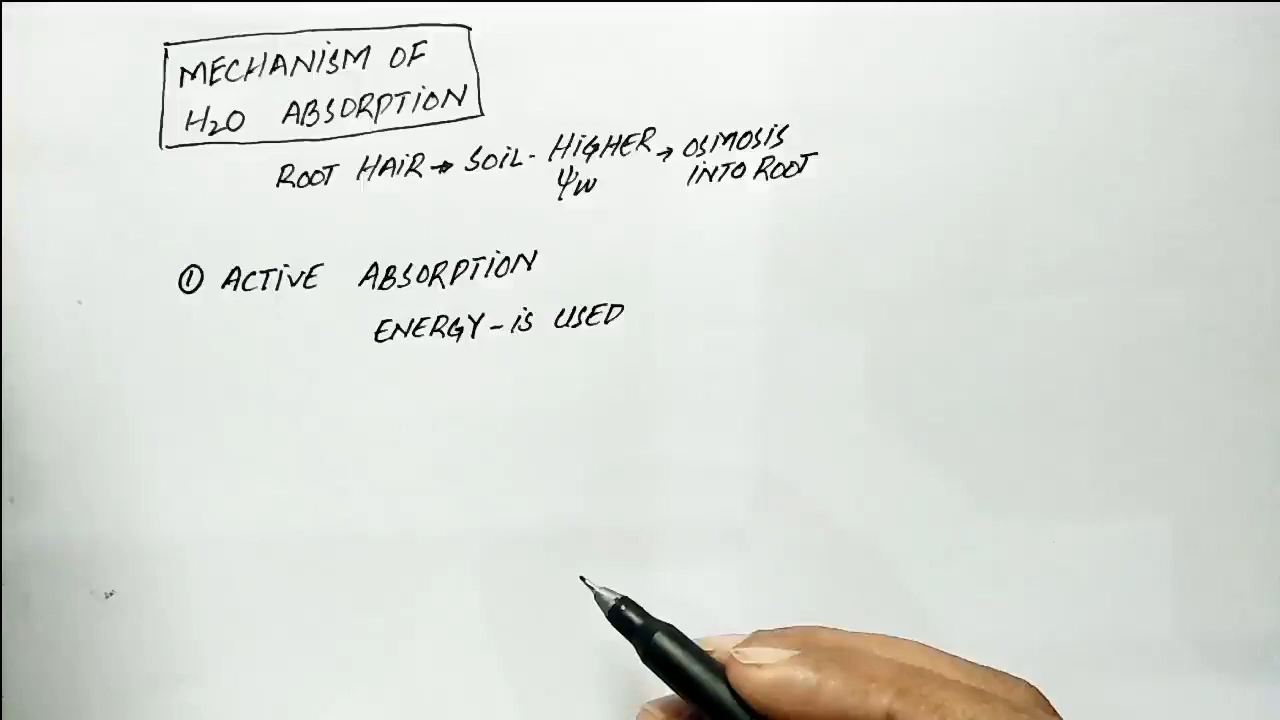 MECHANISM OF
H₂O ABSORPTION
ROOT HAIR → SOIL - HIGHER → OSMOSIS
Ψw INTO ROOT
① ACTIVE ABSORPTION
ENERGY - IS USED